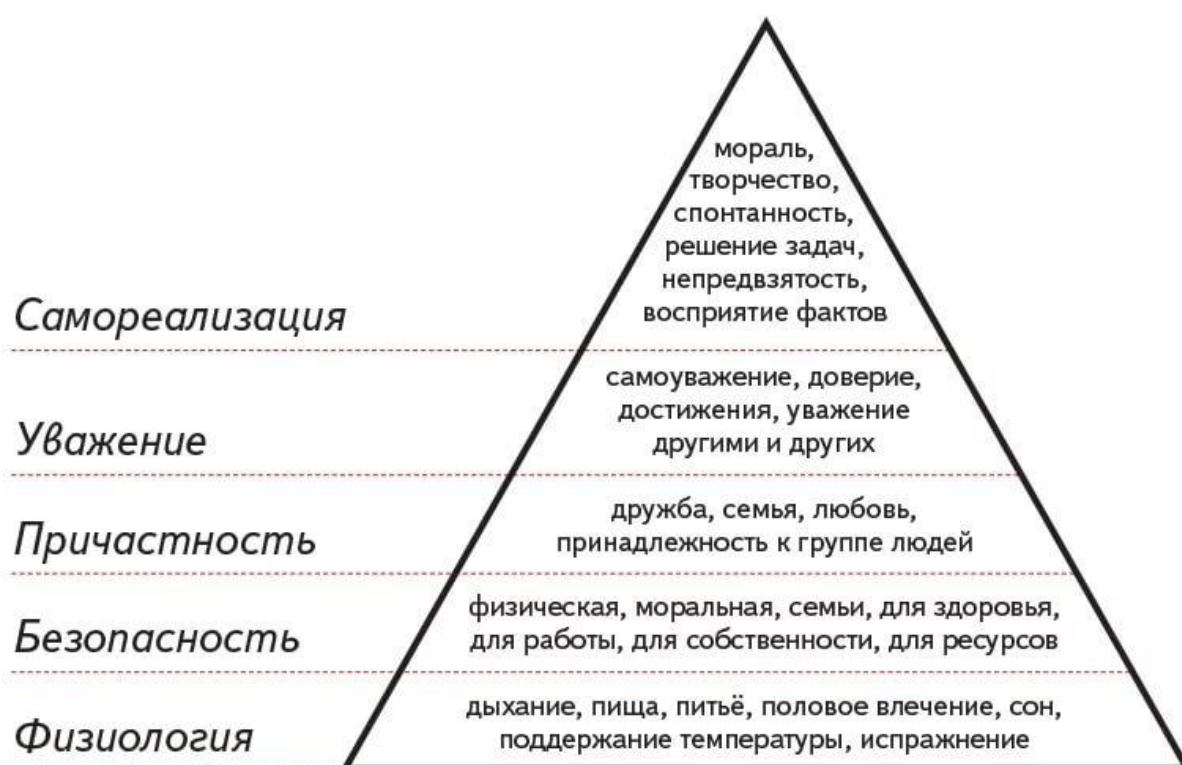 мораль,
творчество,
спонтанность,
решение задач,
непредвзятость,
восприятие фактов
Самореализация
самоуважение, доверие,
достижения, уважение
другими и других
Уважение
дружба, семья, любовь,
принадлежность к группе людей
Причастность
физическая, моральная, семьи, для здоровья,
для работы, для собственности, для ресурсов
Безопасность
дыхание, пища, питьё, половое влечение, сон,
поддержание температуры, испражнение
Физиология